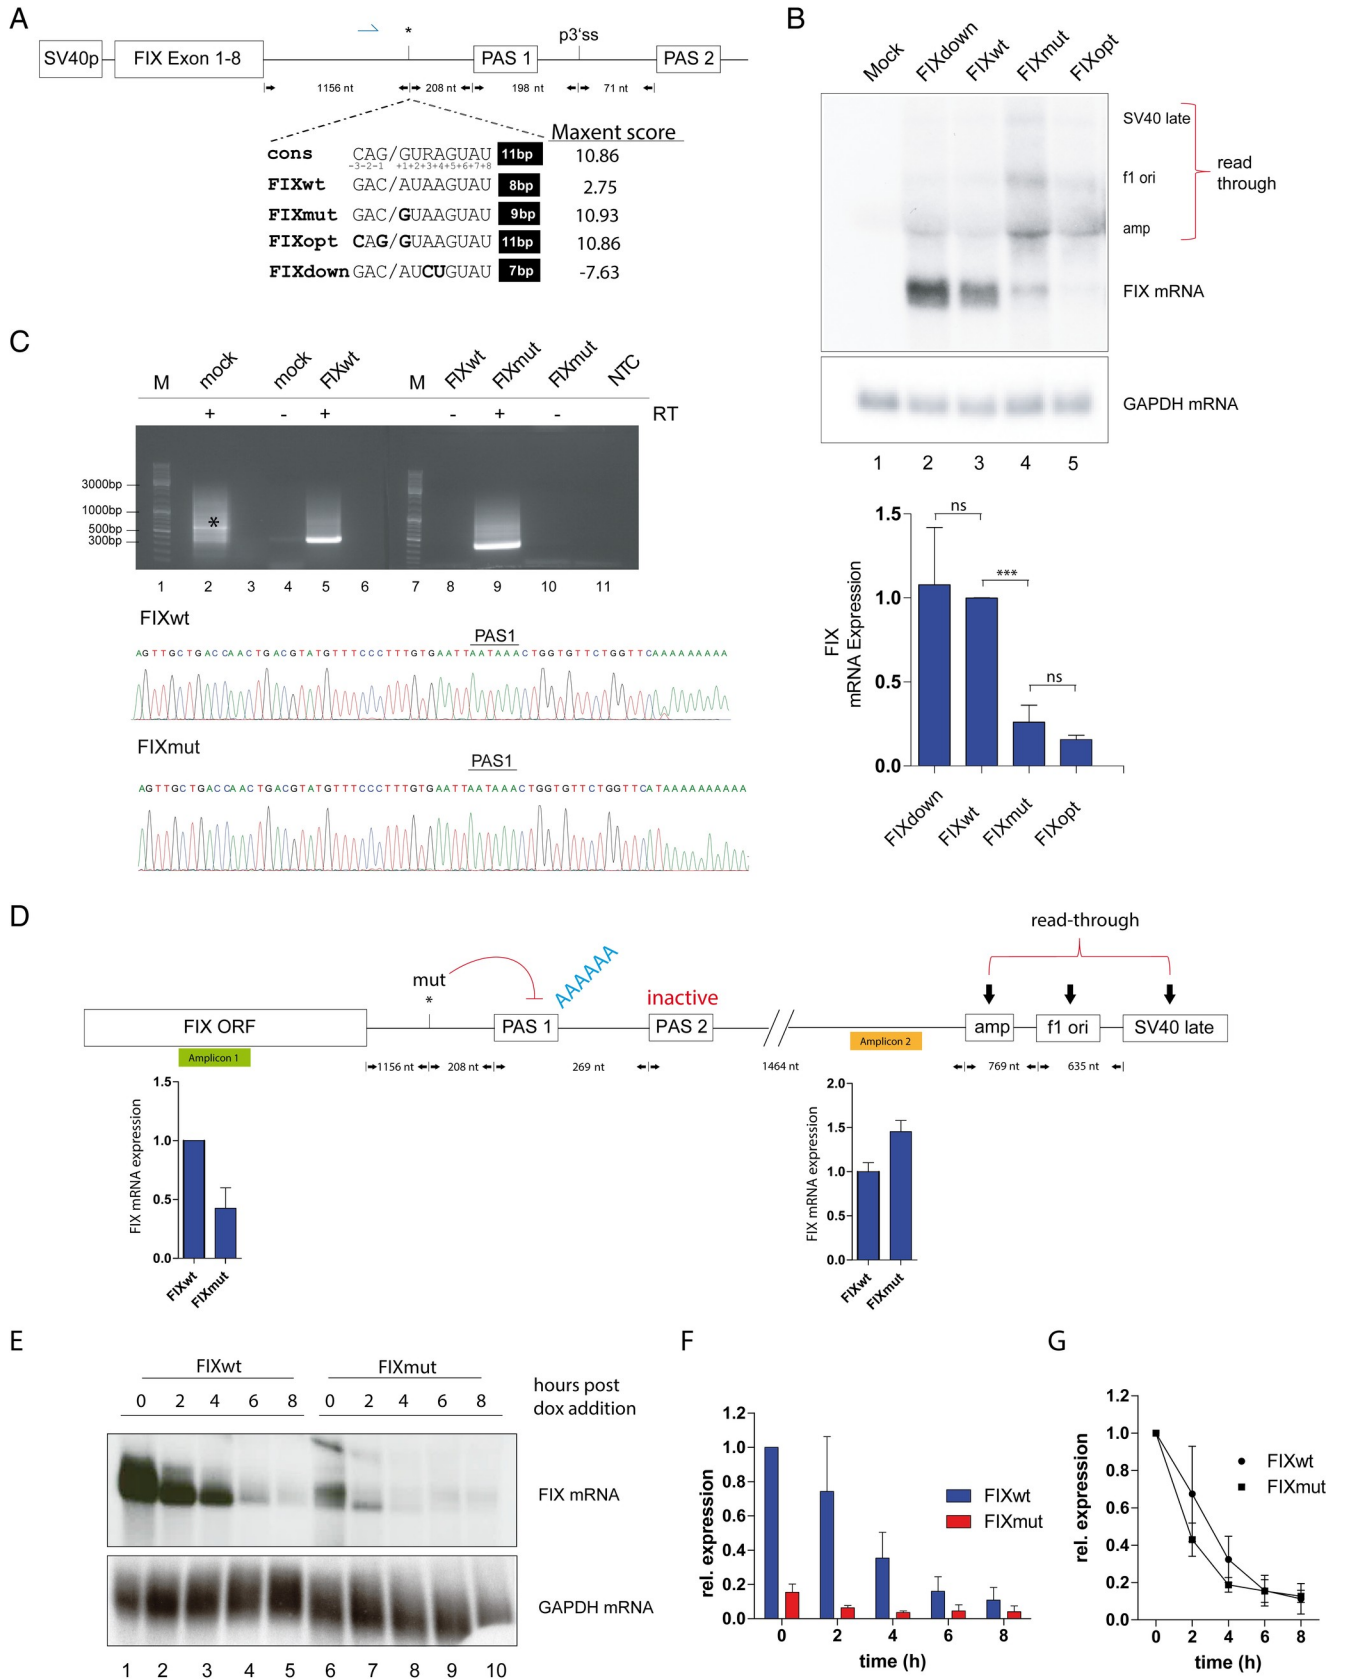 A
SV40p
FIX Exon 1-8
*
PAS 1
p3'ss
PAS 2
1156 nt
208 nt
198 nt
71 nt
Maxent score
cons CAG/GURAGUAU 11bp 10.86
-3-2-1 +1+2+3+4+5+6+7+8
FIXwt GAC/AUAAGUAU 8bp 2.75
FIXmut GAC/GUAAGUAU 9bp 10.93
FIXopt CAG/GUAAGUAU 11bp 10.86
FIXdown GAC/AUCUGUAU 7bp -7.63
B
Mock FIXdown FIXwt FIXmut FIXopt
SV40 late
f1 ori
amp
read
through
FIX mRNA
GAPDH mRNA
1 2 3 4 5
1.5
1.0
0.5
0.0
FIX
mRNA Expression
ns
***
ns
FIXdown FIXwt FIXmut FIXopt
C
M mock mock FIXwt M FIXwt FIXmut FIXmut NTC
+ - + - + - RT
3000bp
1000bp
500bp
300bp
*
1 2 3 4 5 6 7 8 9 10 11
FIXwt
PAS1
AGTTGCTGACCAACTGACGTATGTTTCCCTTTGTGAATTAATAAACTGGTGTTCTGGTTCAAAAAAAAA
FIXmut
PAS1
AGTTGCTGACCAACTGACGTATGTTTCCCTTTGTGAATTAATAAACTGGTGTTCTGGTTCATAAAAAAAAAA
D
read-through
mut
*
AAAAAA
inactive
FIX ORF
PAS 1
PAS 2
amp
f1 ori
SV40 late
Amplicon 1
Amplicon 2
1156 nt
208 nt
269 nt
1464 nt
769 nt
635 nt
1.5
1.0
0.5
0.0
FIX mRNA expression
FIXwt FIXmut
2.0
1.5
1.0
0.5
0.0
FIX mRNA expression
FIXwt FIXmut
E
FIXwt FIXmut
0 2 4 6 8 0 2 4 6 8
hours post
dox addition
FIX mRNA
GAPDH mRNA
1 2 3 4 5 6 7 8 9 10
F
1.2
1.0
0.8
0.6
0.4
0.2
0.0
rel. expression
FIXwt
FIXmut
0 2 4 6 8
time (h)
G
1.2
1.0
0.8
0.6
0.4
0.2
0.0
rel. expression
FIXwt
FIXmut
0 2 4 6 8
time (h)